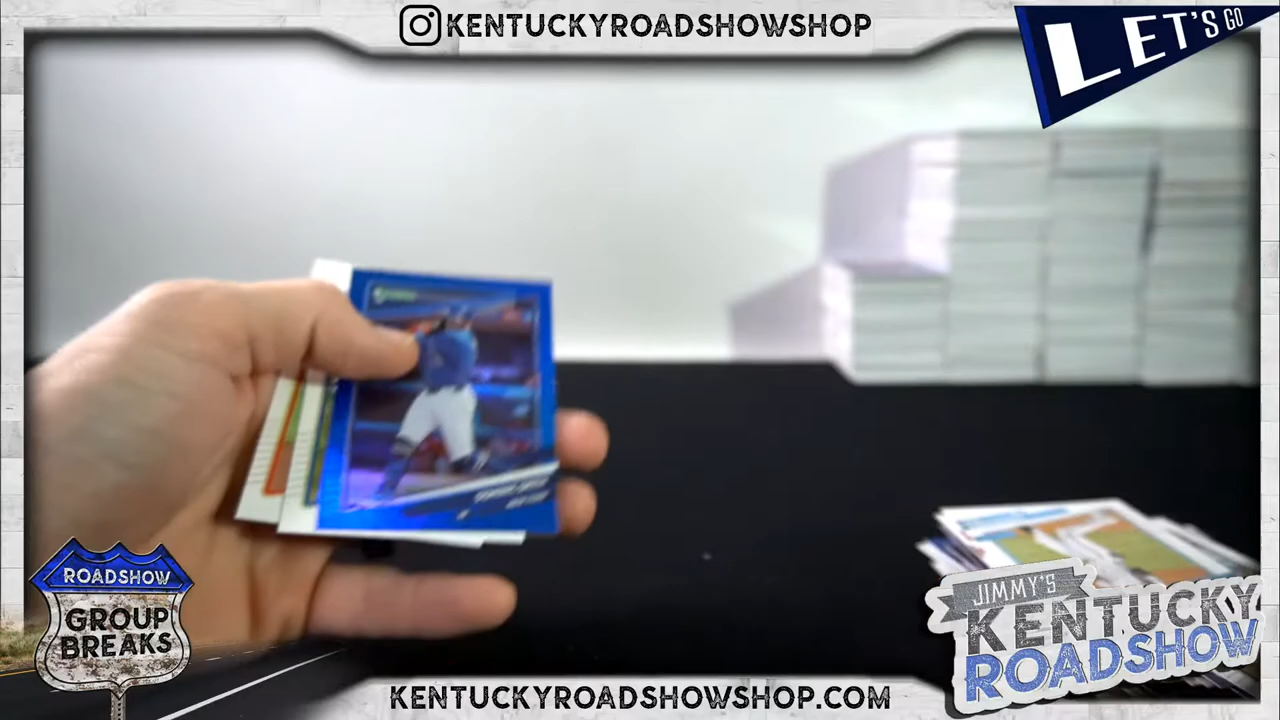 KENTUCKYROADSHOWSHOP
LET'S GO
ROADSHOW
GROUP
BREAKS
JIMMY'S
KENTUCKY
ROADSHOW
KENTUCKYROADSHOWSHOP.COM